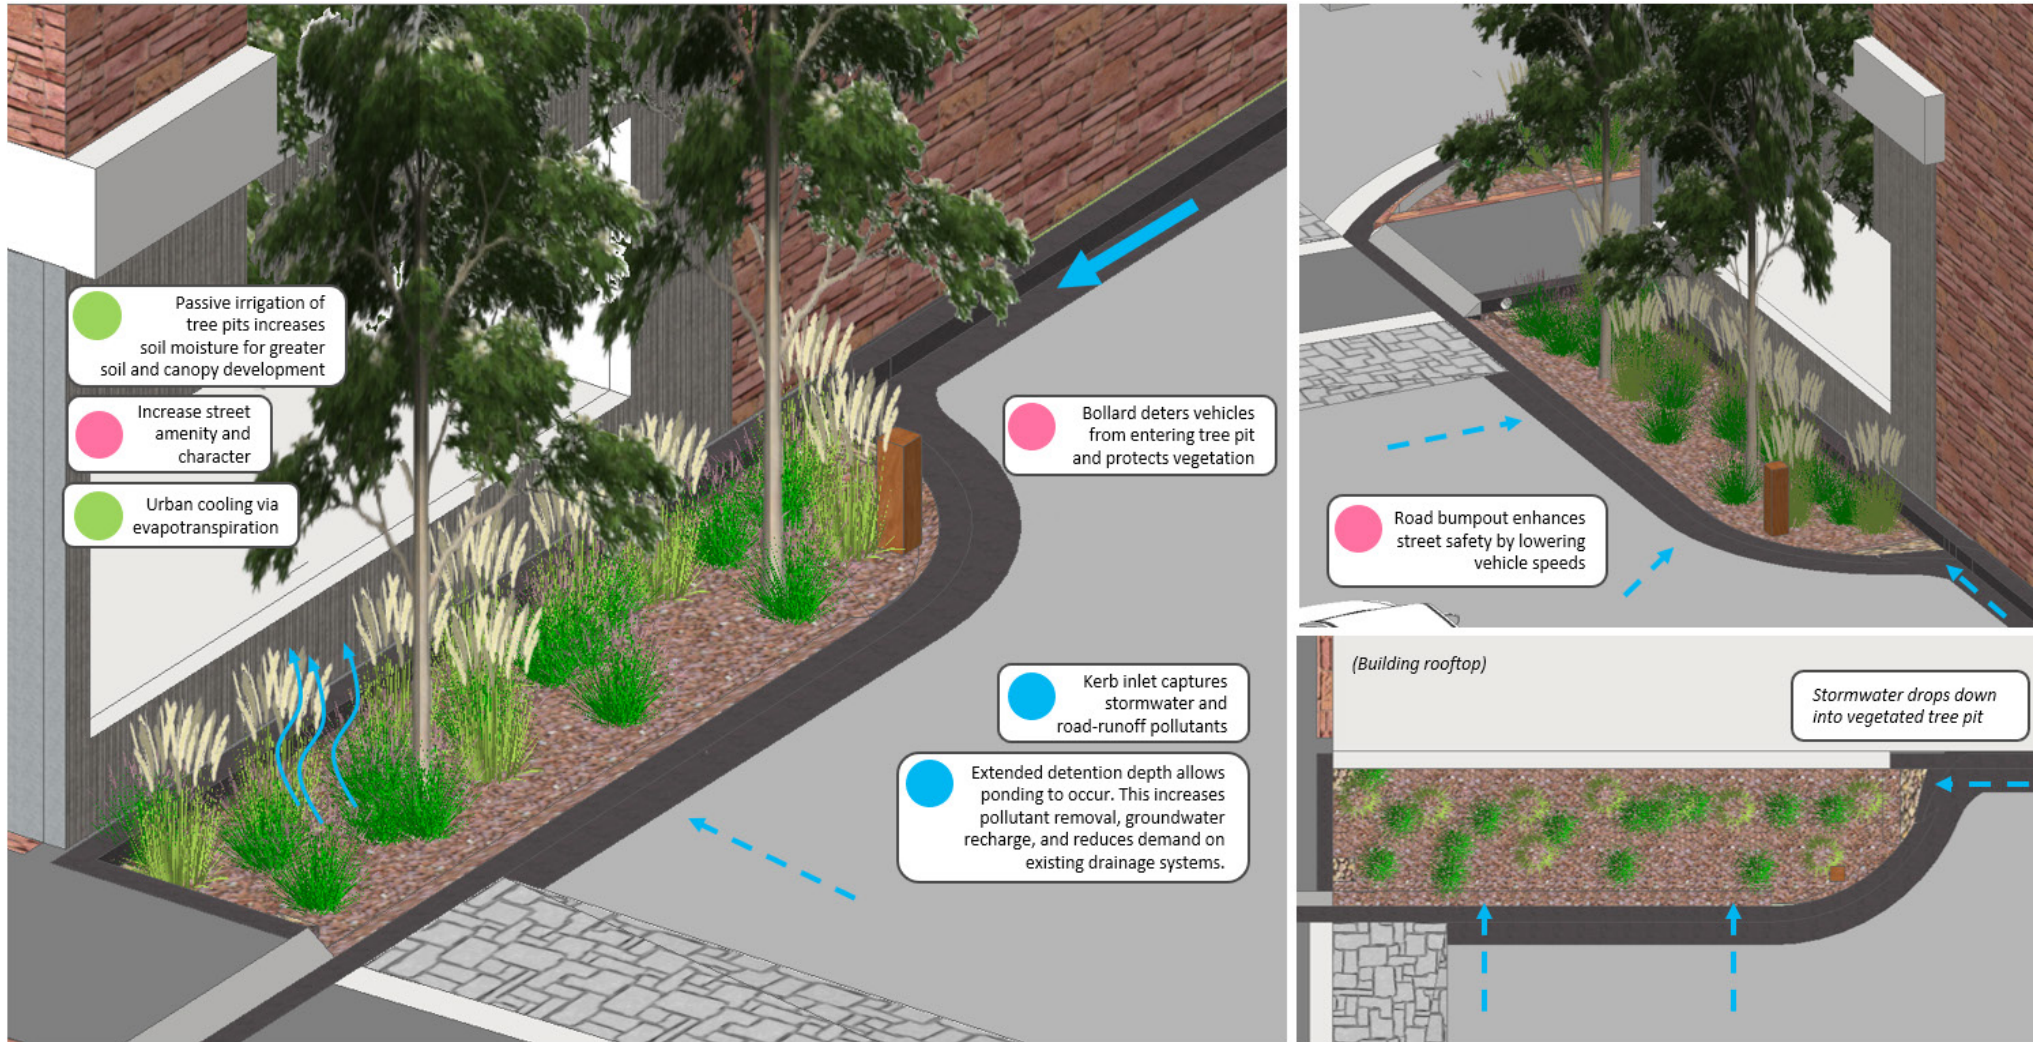 Passive irrigation of
tree pits increases
soil moisture for greater
soil and canopy development
Increase street
amenity and
character
Urban cooling via
evapotranspiration
Bollard deters vehicles
from entering tree pit
and protects vegetation
Kerb inlet captures
stormwater and
road-runoff pollutants
Extended detention depth allows
ponding to occur. This increases
pollutant removal, groundwater
recharge, and reduces demand on
existing drainage systems.
Road bumpout enhances
street safety by lowering
vehicle speeds
(Building rooftop)
Stormwater drops down
into vegetated tree pit